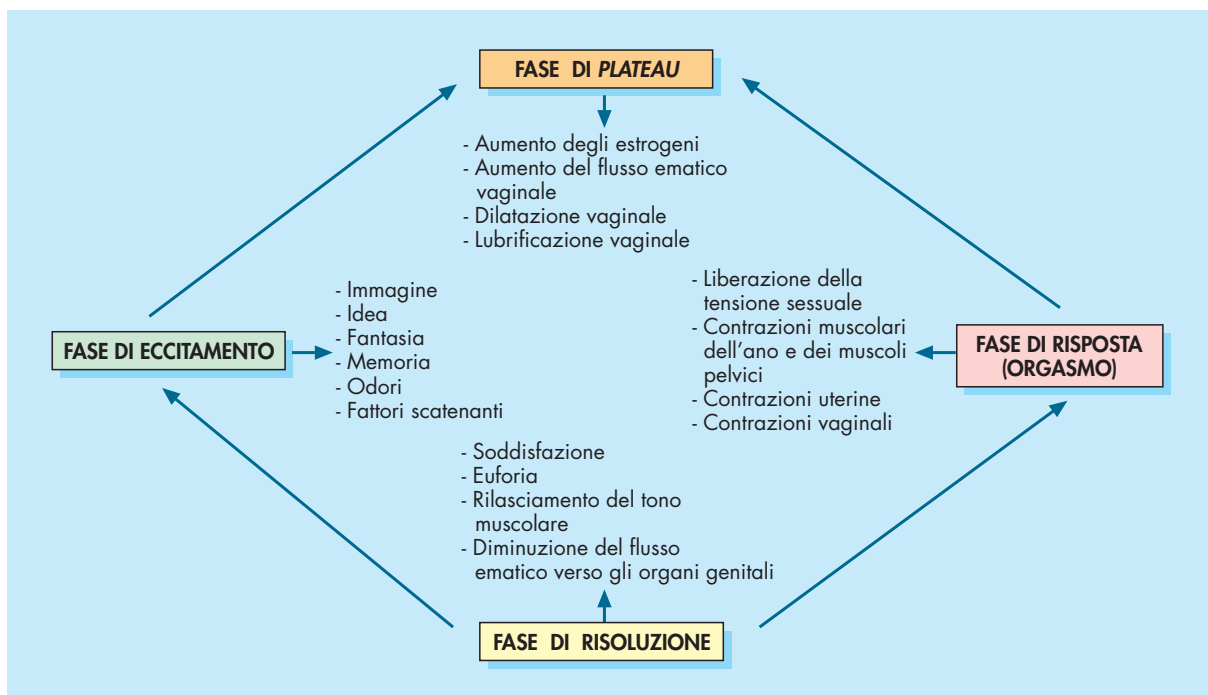 FASE DI PLATEAU
- Aumento degli estrogeni
- Aumento del flusso ematico
vaginale
- Dilatazione vaginale
- Lubrificazione vaginale
FASE DI ECCITAMENTO
- Immagine
- Idea
- Fantasia
- Memoria
- Odori
- Fattori scatenanti
- Liberazione della
tensione sessuale
- Contrazioni muscolari
dell'ano e dei muscoli
pelvici
- Contrazioni uterine
- Contrazioni vaginali
FASE DI RISPOSTA
(ORGASMO)
- Soddisfazione
- Euforia
- Rilasciamento del tono
muscolare
- Diminuzione del flusso
ematico verso gli organi genitali
FASE DI RISOLUZIONE